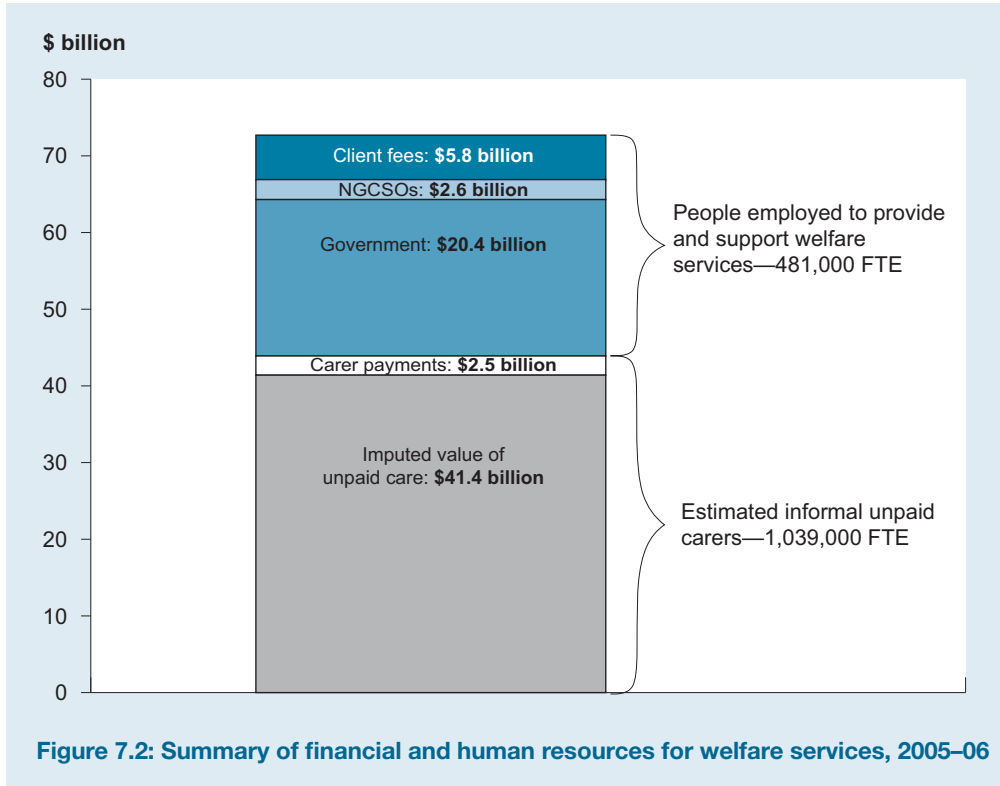 $ billion
80
70
60
50
40
30
20
10
0
Client fees: $5.8 billion
NGCSOs: $2.6 billion
Government: $20.4 billion
Carer payments: $2.5 billion
Imputed value of
unpaid care: $41.4 billion
People employed to provide
and support welfare
services—481,000 FTE
Estimated informal unpaid
carers—1,039,000 FTE
Figure 7.2: Summary of financial and human resources for welfare services, 2005–06